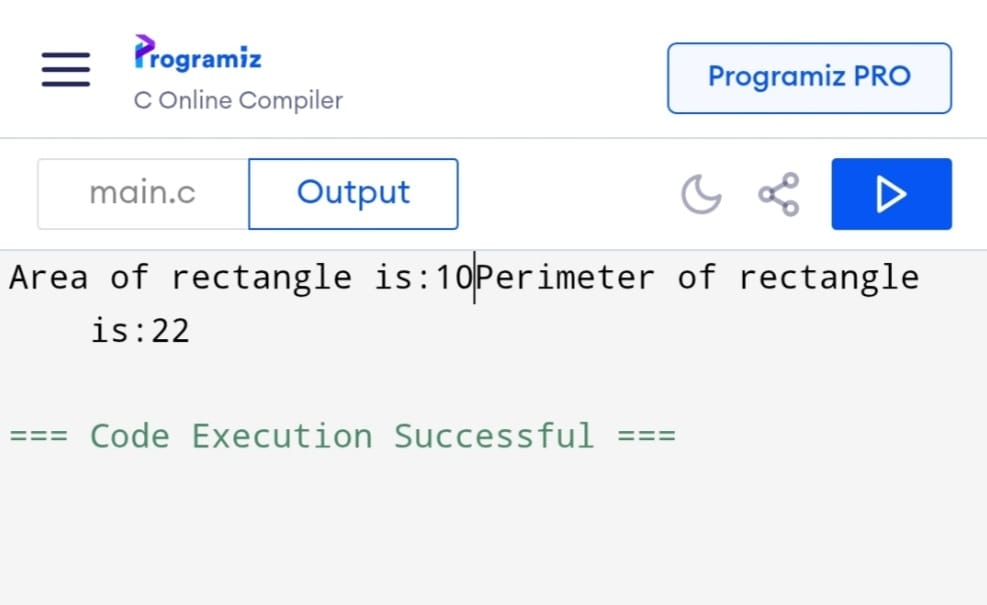 Programiz
C Online Compiler
Programiz PRO
main.c
Output
Area of rectangle is:10Perimeter of rectangle
is:22
=== Code Execution Successful ===